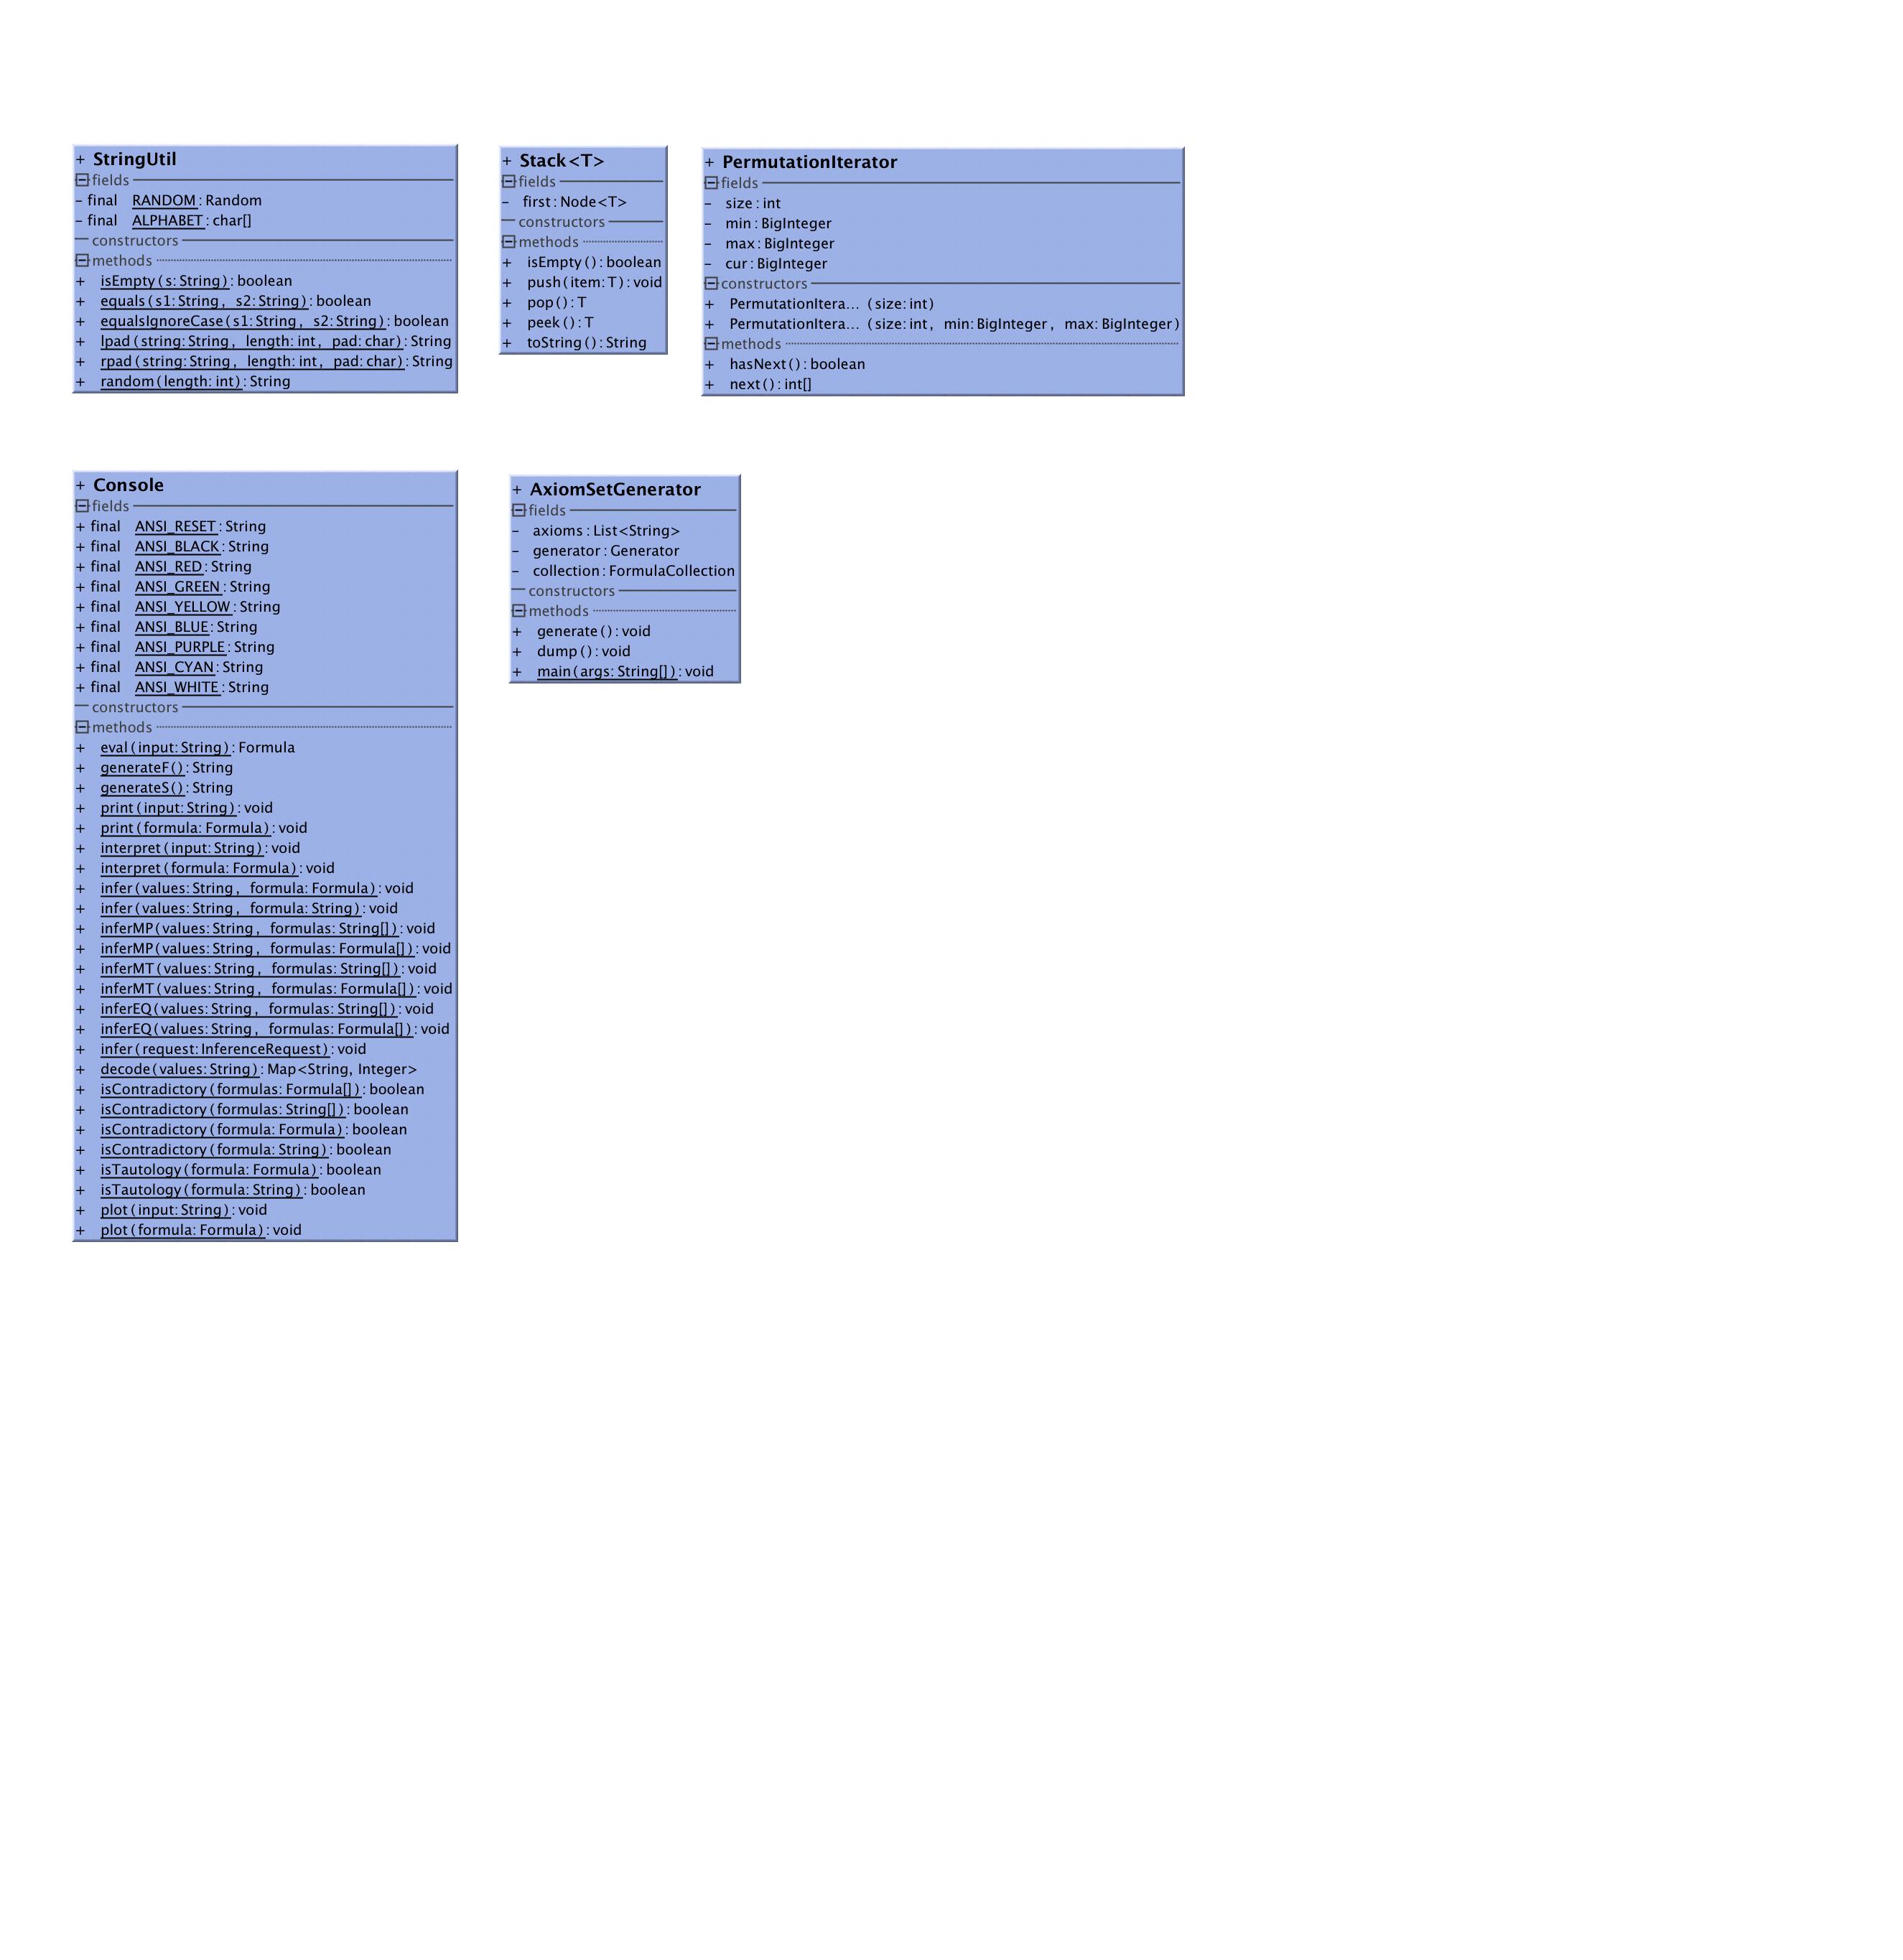 + StringUtil
fields
– final RANDOM : Random
– final ALPHABET : char[]
constructors
methods
+ isEmpty (s: String) : boolean
+ equals (s1: String, s2: String) : boolean
+ equalsIgnoreCase (s1: String, s2: String) : boolean
+ lpad (string: String, length: int, pad: char) : String
+ rpad (string: String, length: int, pad: char) : String
+ random (length: int) : String
+ Stack<T>
fields
– first : Node<T>
constructors
methods
+ isEmpty () : boolean
+ push (item: T) : void
+ pop () : T
+ peek () : T
+ toString () : String
+ PermutationIterator
fields
– size : int
– min : BigInteger
– max : BigInteger
– cur : BigInteger
constructors
+ PermutationItera... (size: int)
+ PermutationItera... (size: int, min: BigInteger, max: BigInteger)
methods
+ hasNext () : boolean
+ next () : int[]
+ Console
fields
+ final ANSI_RESET : String
+ final ANSI_BLACK : String
+ final ANSI_RED : String
+ final ANSI_GREEN : String
+ final ANSI_YELLOW : String
+ final ANSI_BLUE : String
+ final ANSI_PURPLE : String
+ final ANSI_CYAN : String
+ final ANSI_WHITE : String
constructors
methods
+ eval (input: String) : Formula
+ generateF () : String
+ generateS () : String
+ print (input: String) : void
+ print (formula: Formula) : void
+ interpret (input: String) : void
+ interpret (formula: Formula) : void
+ infer (values: String, formula: Formula) : void
+ infer (values: String, formula: String) : void
+ inferMP (values: String, formulas: String[]) : void
+ inferMP (values: String, formulas: Formula[]) : void
+ inferMT (values: String, formulas: String[]) : void
+ inferMT (values: String, formulas: Formula[]) : void
+ inferEQ (values: String, formulas: String[]) : void
+ inferEQ (values: String, formulas: Formula[]) : void
+ infer (request: InferenceRequest) : void
+ decode (values: String) : Map<String, Integer>
+ isContradictory (formulas: Formula[]) : boolean
+ isContradictory (formulas: String[]) : boolean
+ isContradictory (formula: Formula) : boolean
+ isContradictory (formula: String) : boolean
+ isTautology (formula: Formula) : boolean
+ isTautology (formula: String) : boolean
+ plot (input: String) : void
+ plot (formula: Formula) : void
+ AxiomSetGenerator
fields
– axioms : List<String>
– generator : Generator
– collection : FormulaCollection
constructors
methods
+ generate () : void
+ dump () : void
+ main (args: String[]) : void